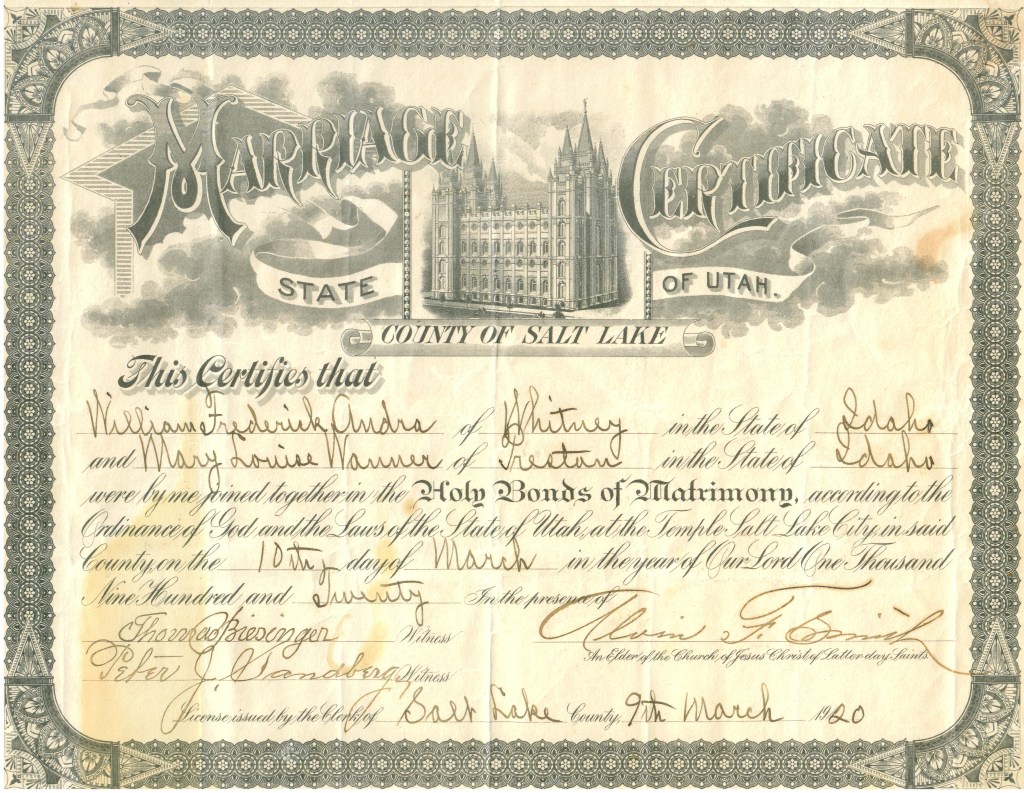 MARRIAGE CERTIFICATE
STATE OF UTAH.
COUNTY OF SALT LAKE
This Certifies that
William Frederick Andra of Whitney in the State of Idaho
and Mary Louise Wanner of Preston in the State of Idaho
were by me joined together in the Holy Bonds of Matrimony, according to the
Ordinance of God and the Laws of the State of Utah, at the Temple Salt Lake City, in said
County, on the 10th day of March in the year of Our Lord One Thousand
Nine Hundred and Twenty In the presence of
Thomas Biesinger Witness Alvin F. Smith
An Elder of the Church of Jesus Christ of Latter-day Saints.
Peter J. Sandberg Witness
License issued by the Clerk of Salt Lake County, 9th March 1920